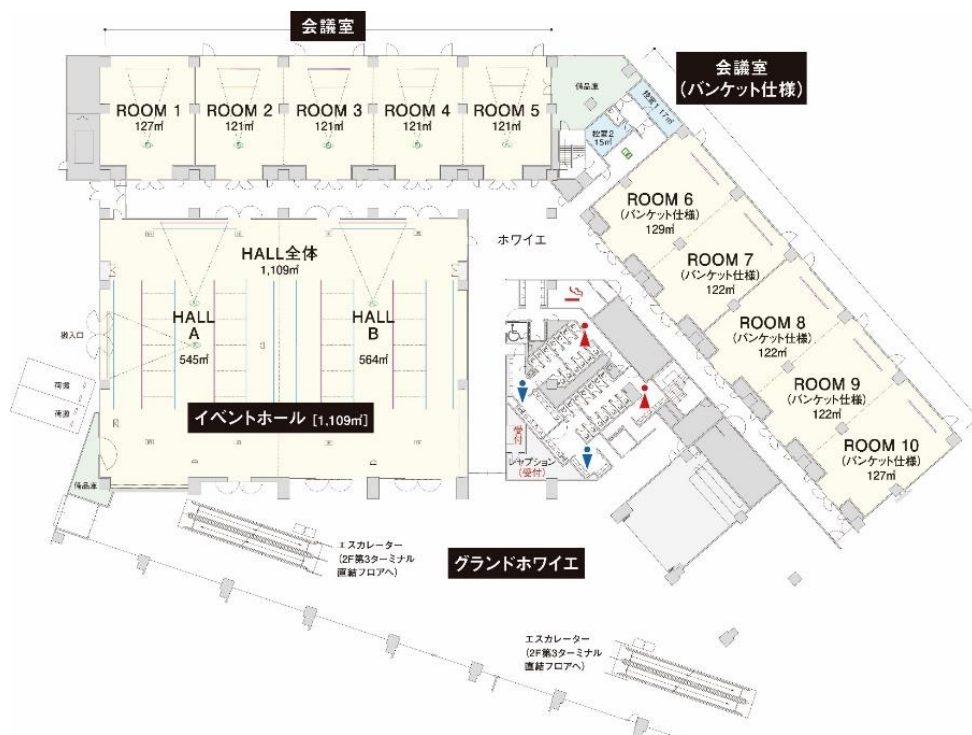 会議室
会議室
(バンケット仕様)
ROOM 1
127㎡
ROOM 2
121㎡
ROOM 3
121㎡
ROOM 4
121㎡
ROOM 5
121㎡
備品庫
控室1 17㎡
控室2
15㎡
ROOM 6
(バンケット仕様)
129㎡
ROOM 7
(バンケット仕様)
122㎡
ROOM 8
(バンケット仕様)
122㎡
ROOM 9
(バンケット仕様)
122㎡
ROOM 10
(バンケット仕様)
127㎡
ホワイエ
HALL全体
1,109㎡
HALL
A
545㎡
HALL
B
564㎡
搬入口
荷捌
荷捌
イベントホール [1,109㎡]
受付
レセプション
(受付)
備品庫
エスカレーター
(2F第3ターミナル
直結フロアへ)
グランドホワイエ
エスカレーター
(2F第3ターミナル
直結フロアへ)